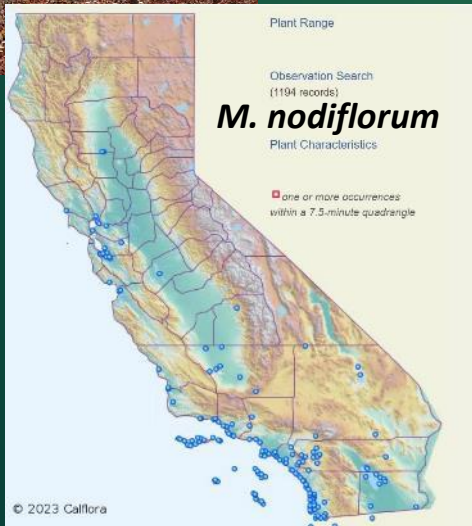 Plant Range
Observation Search
(1194 records)
M. nodiflorum
Plant Characteristics
one or more occurrences
within a 7.5-minute quadrangle
© 2023 Calflora